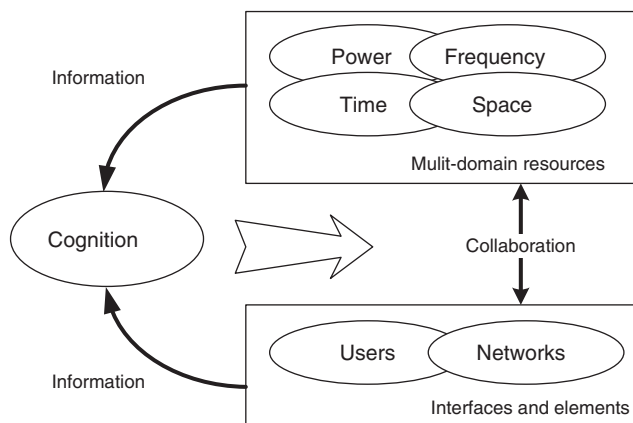 Power
Frequency
Information
Time
Space
Mulit-domain resources
Cognition
Collaboration
Users
Networks
Information
Interfaces and elements